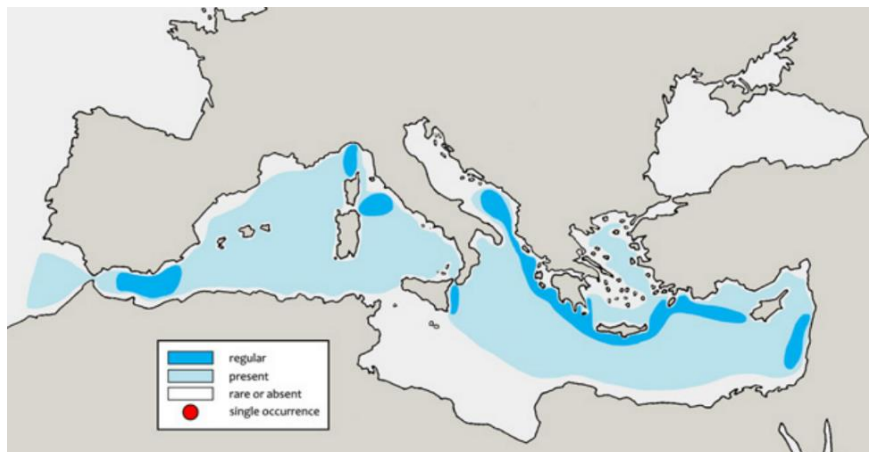 regular
present
rare or absent
single occurrence